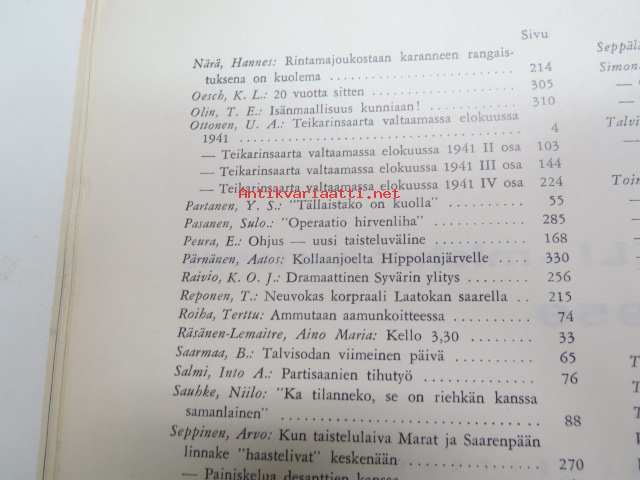 Sivu
Närä, Hannes: Rintamajoukostaan karanneen rangais-
tuksena on kuolema . . . . . . . . . . . . . . . . . . . . 214
Oesch, K. L.: 20 vuotta sitten . . . . . . . . . . . . . . . . 305
Olin, T. E.: Isänmaallisuus kunniaan! . . . . . . . . . . . . 310
Ottonen, U. A.: Teikarinsaarta valtaamassa elokuussa
1941 . . . . . . . . . . . . . . . . . . . . . . . . . . . . 4
— Teikarinsaarta valtaamassa elokuussa 1941 II osa 103
— Teikarinsaarta valtaamassa elokuussa 1941 III osa 144
— Teikarinsaarta valtaamassa elokuussa 1941 IV osa 224
Antikvariaatti.net
Partanen, Y. S.: "Tällaistako on kuolla" . . . . . . . . . . 55
Pasanen, Sulo.: "Operaatio hirvenliha" . . . . . . . . . . . 285
Peura, E.: Ohjus — uusi taisteluväline . . . . . . . . . . . 168
Pärnänen, Aatos: Kollaanjoelta Hippolanjärvelle . . . . 330
Raivio, K. O. J.: Dramaattinen Syvärin ylitys . . . . . . 256
Reponen, T.: Neuvokas korpraali Laatokan saarella . . 215
Roiha, Terttu: Ammutaan aamunkoitteessa . . . . . . . . 74
Räsänen-Lemaitre, Aino Maria: Kello 3,30 . . . . . . . . 33
Saarmaa, B.: Talvisodan viimeinen päivä . . . . . . . . . 65
Salmi, Into A.: Partisaanien tihutyö . . . . . . . . . . . . 76
Sauhke, Niilo: "Ka tilanneko, se on riehkän kanssa
samanlainen" . . . . . . . . . . . . . . . . . . . . . . . . 88
Seppinen, Arvo: Kun taistelulaiva Marat ja Saarenpään
linnake "haastelivat" keskenään . . . . . . . . . . . . . 270
— Painiskelua desanttien kanssa
Seppälä
Simon
Talvi